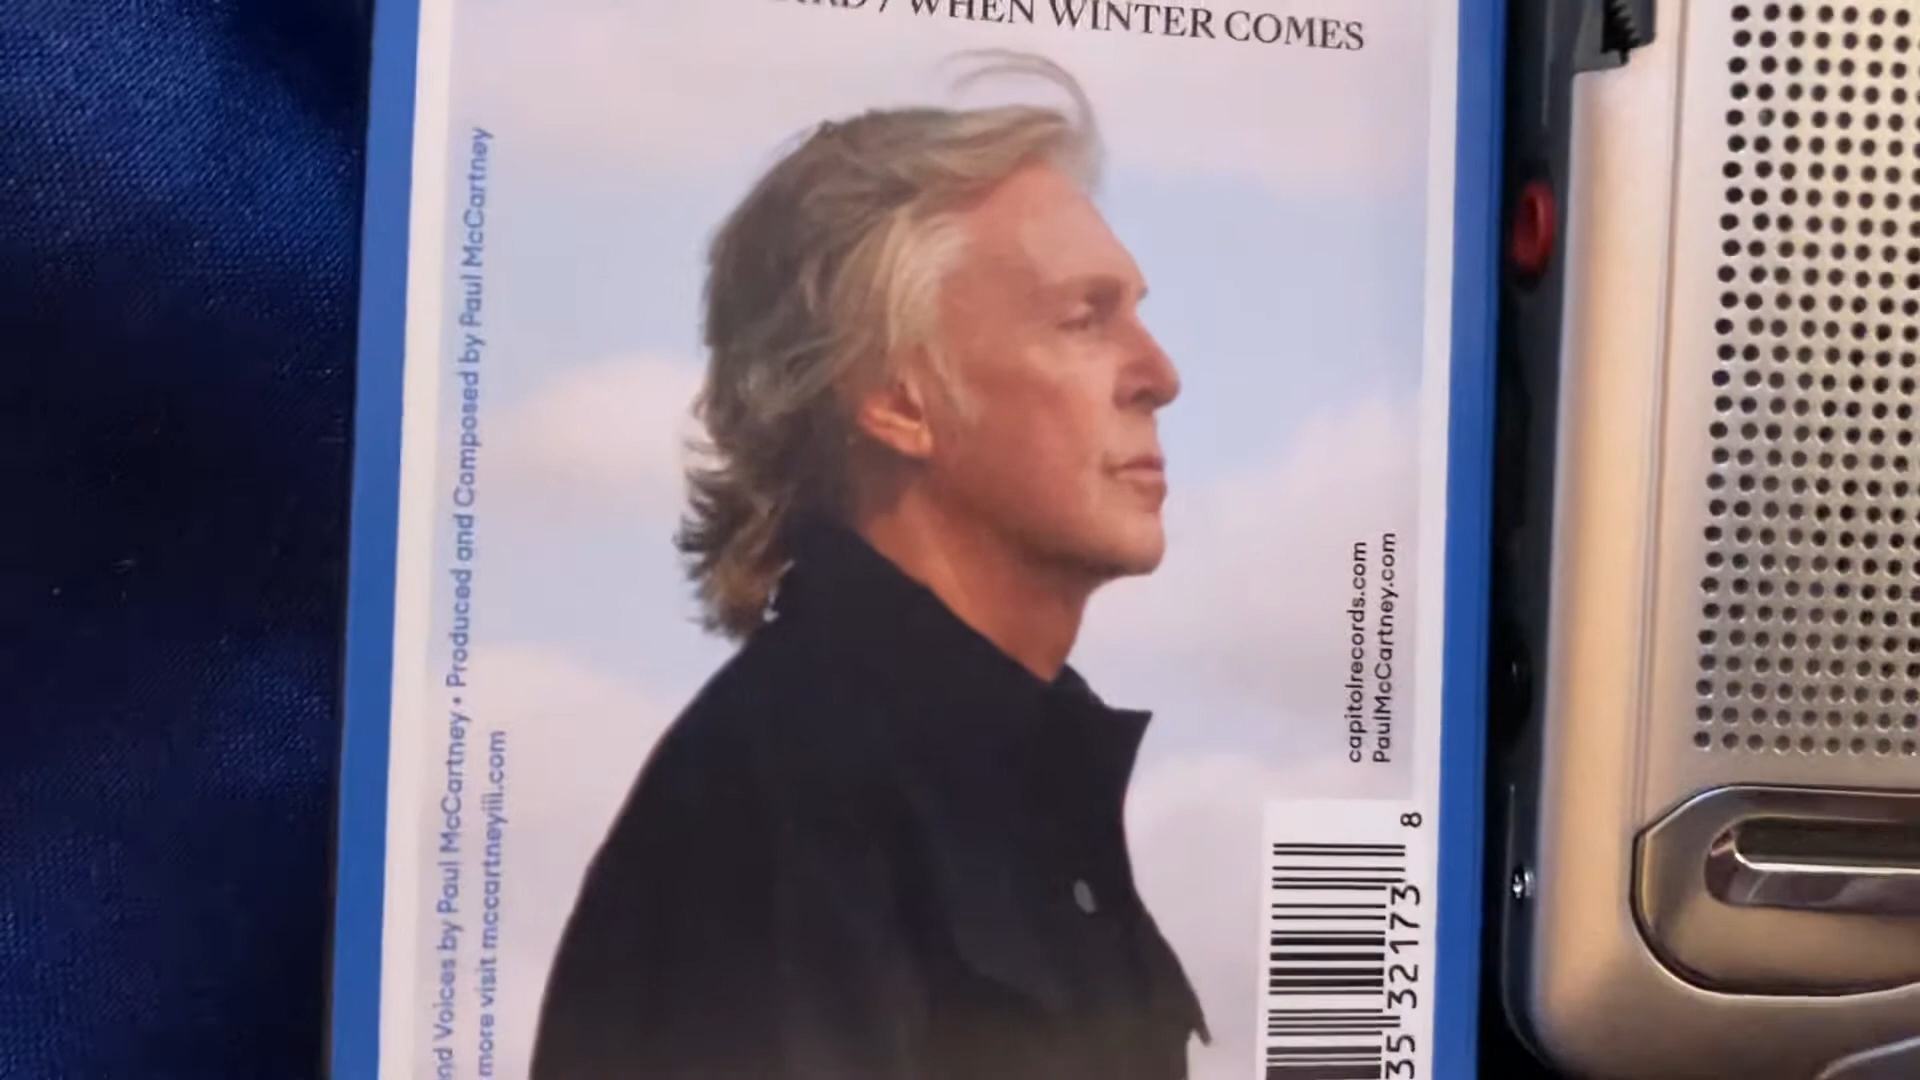 / WHEN WINTER COMES
nd Voices by Paul McCartney • Produced and Composed by Paul McCartney
more visit mccartneyiii.com
capitolrecords.com
PaulMcCartney.com
35 32173 8